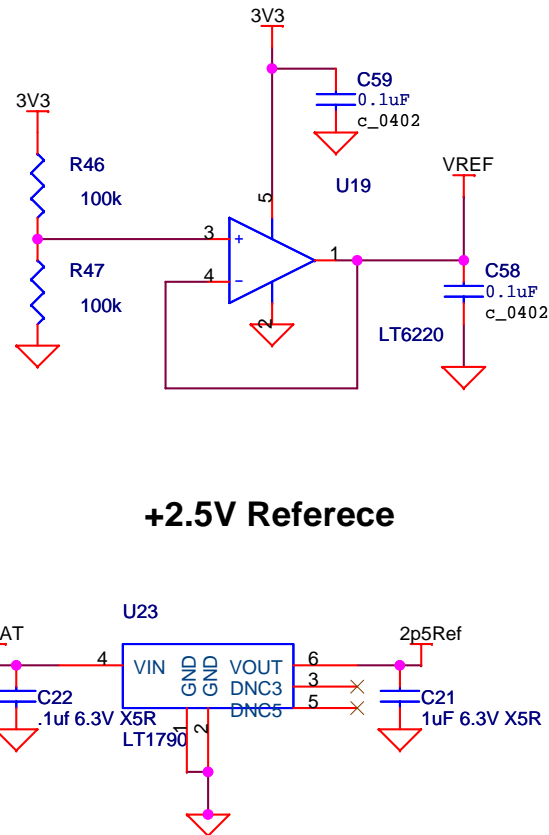 3V3
C59
0.1uF
c_0402
3V3
R46
100k
U19
VREF
5
3
+
1
4
-
R47
100k
C58
0.1uF
c_0402
2
LT6220
+2.5V Referece
U23
AT
2p5Ref
4
VIN
GND
GND
VOUT
6
DNC3
3
DNC5
5
C22
.1uf 6.3V X5R
C21
1uF 6.3V X5R
1
2
LT1790